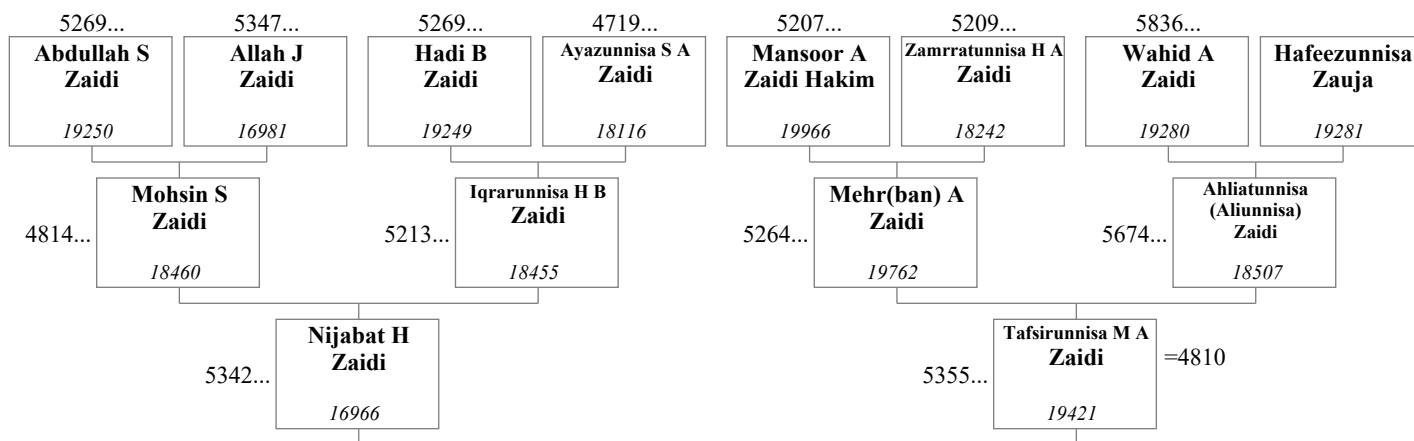 5269... 5347... 5269... 4719... 5207... 5209... 5836...
Abdullah S Allah J Hadi B Ayazunnisa S A Mansoor A Zamrratunnisa H A Wahid A Hafeezunnisa
Zaidi Zaidi Zaidi Zaidi Zaidi Hakim Zaidi Zaidi Zauja
19250 16981 19249 18116 19966 18242 19280 19281
Mohsin S Iqrarunnisa H B Mehr(ban) A Ahliatunnisa
Zaidi Zaidi Zaidi (Aliunnisa)
4814... 5213... 5264... 5674... Zaidi
18460 18455 19762 18507
Nijabat H Tafsirunnisa M A
Zaidi Zaidi =4810
5342... 5355...
16966 19421